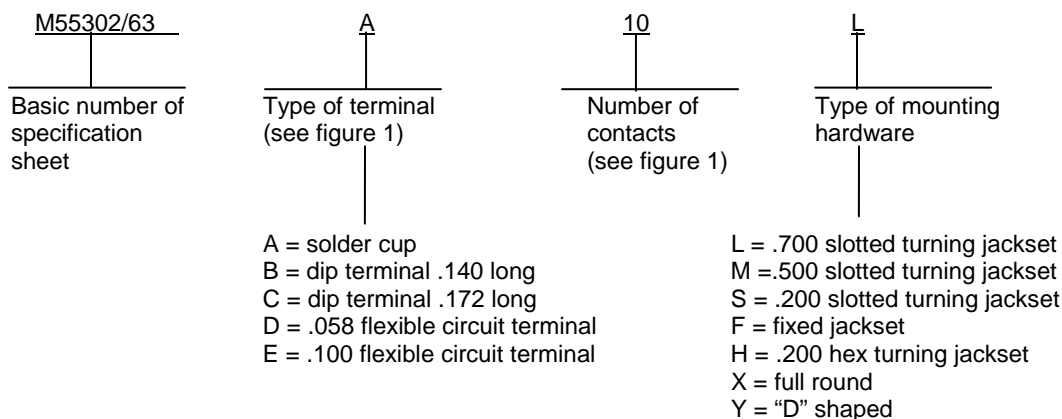 M55302/63 A 10 L
Basic number of specification sheet
Type of terminal (see figure 1)
Number of contacts (see figure 1)
Type of mounting hardware
A = solder cup
B = dip terminal .140 long
C = dip terminal .172 long
D = .058 flexible circuit terminal
E = .100 flexible circuit terminal
L = .700 slotted turning jackset
M =.500 slotted turning jackset
S = .200 slotted turning jackset
F = fixed jackset
H = .200 hex turning jackset
X = full round
Y = “D” shaped